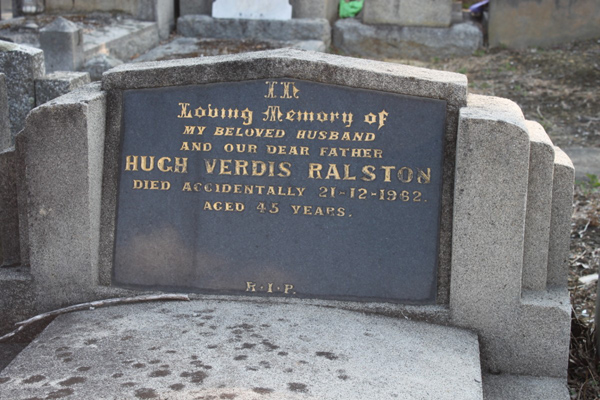 In
Loving Memory of
MY BELOVED HUSBAND
AND OUR DEAR FATHER
HUGH VERDIS RALSTON
DIED ACCIDENTALLY 21-12-1962.
AGED 45 YEARS.
R·I·P.